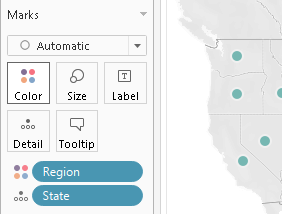 Marks
Automatic
Color Size Label
Detail Tooltip
Region
State